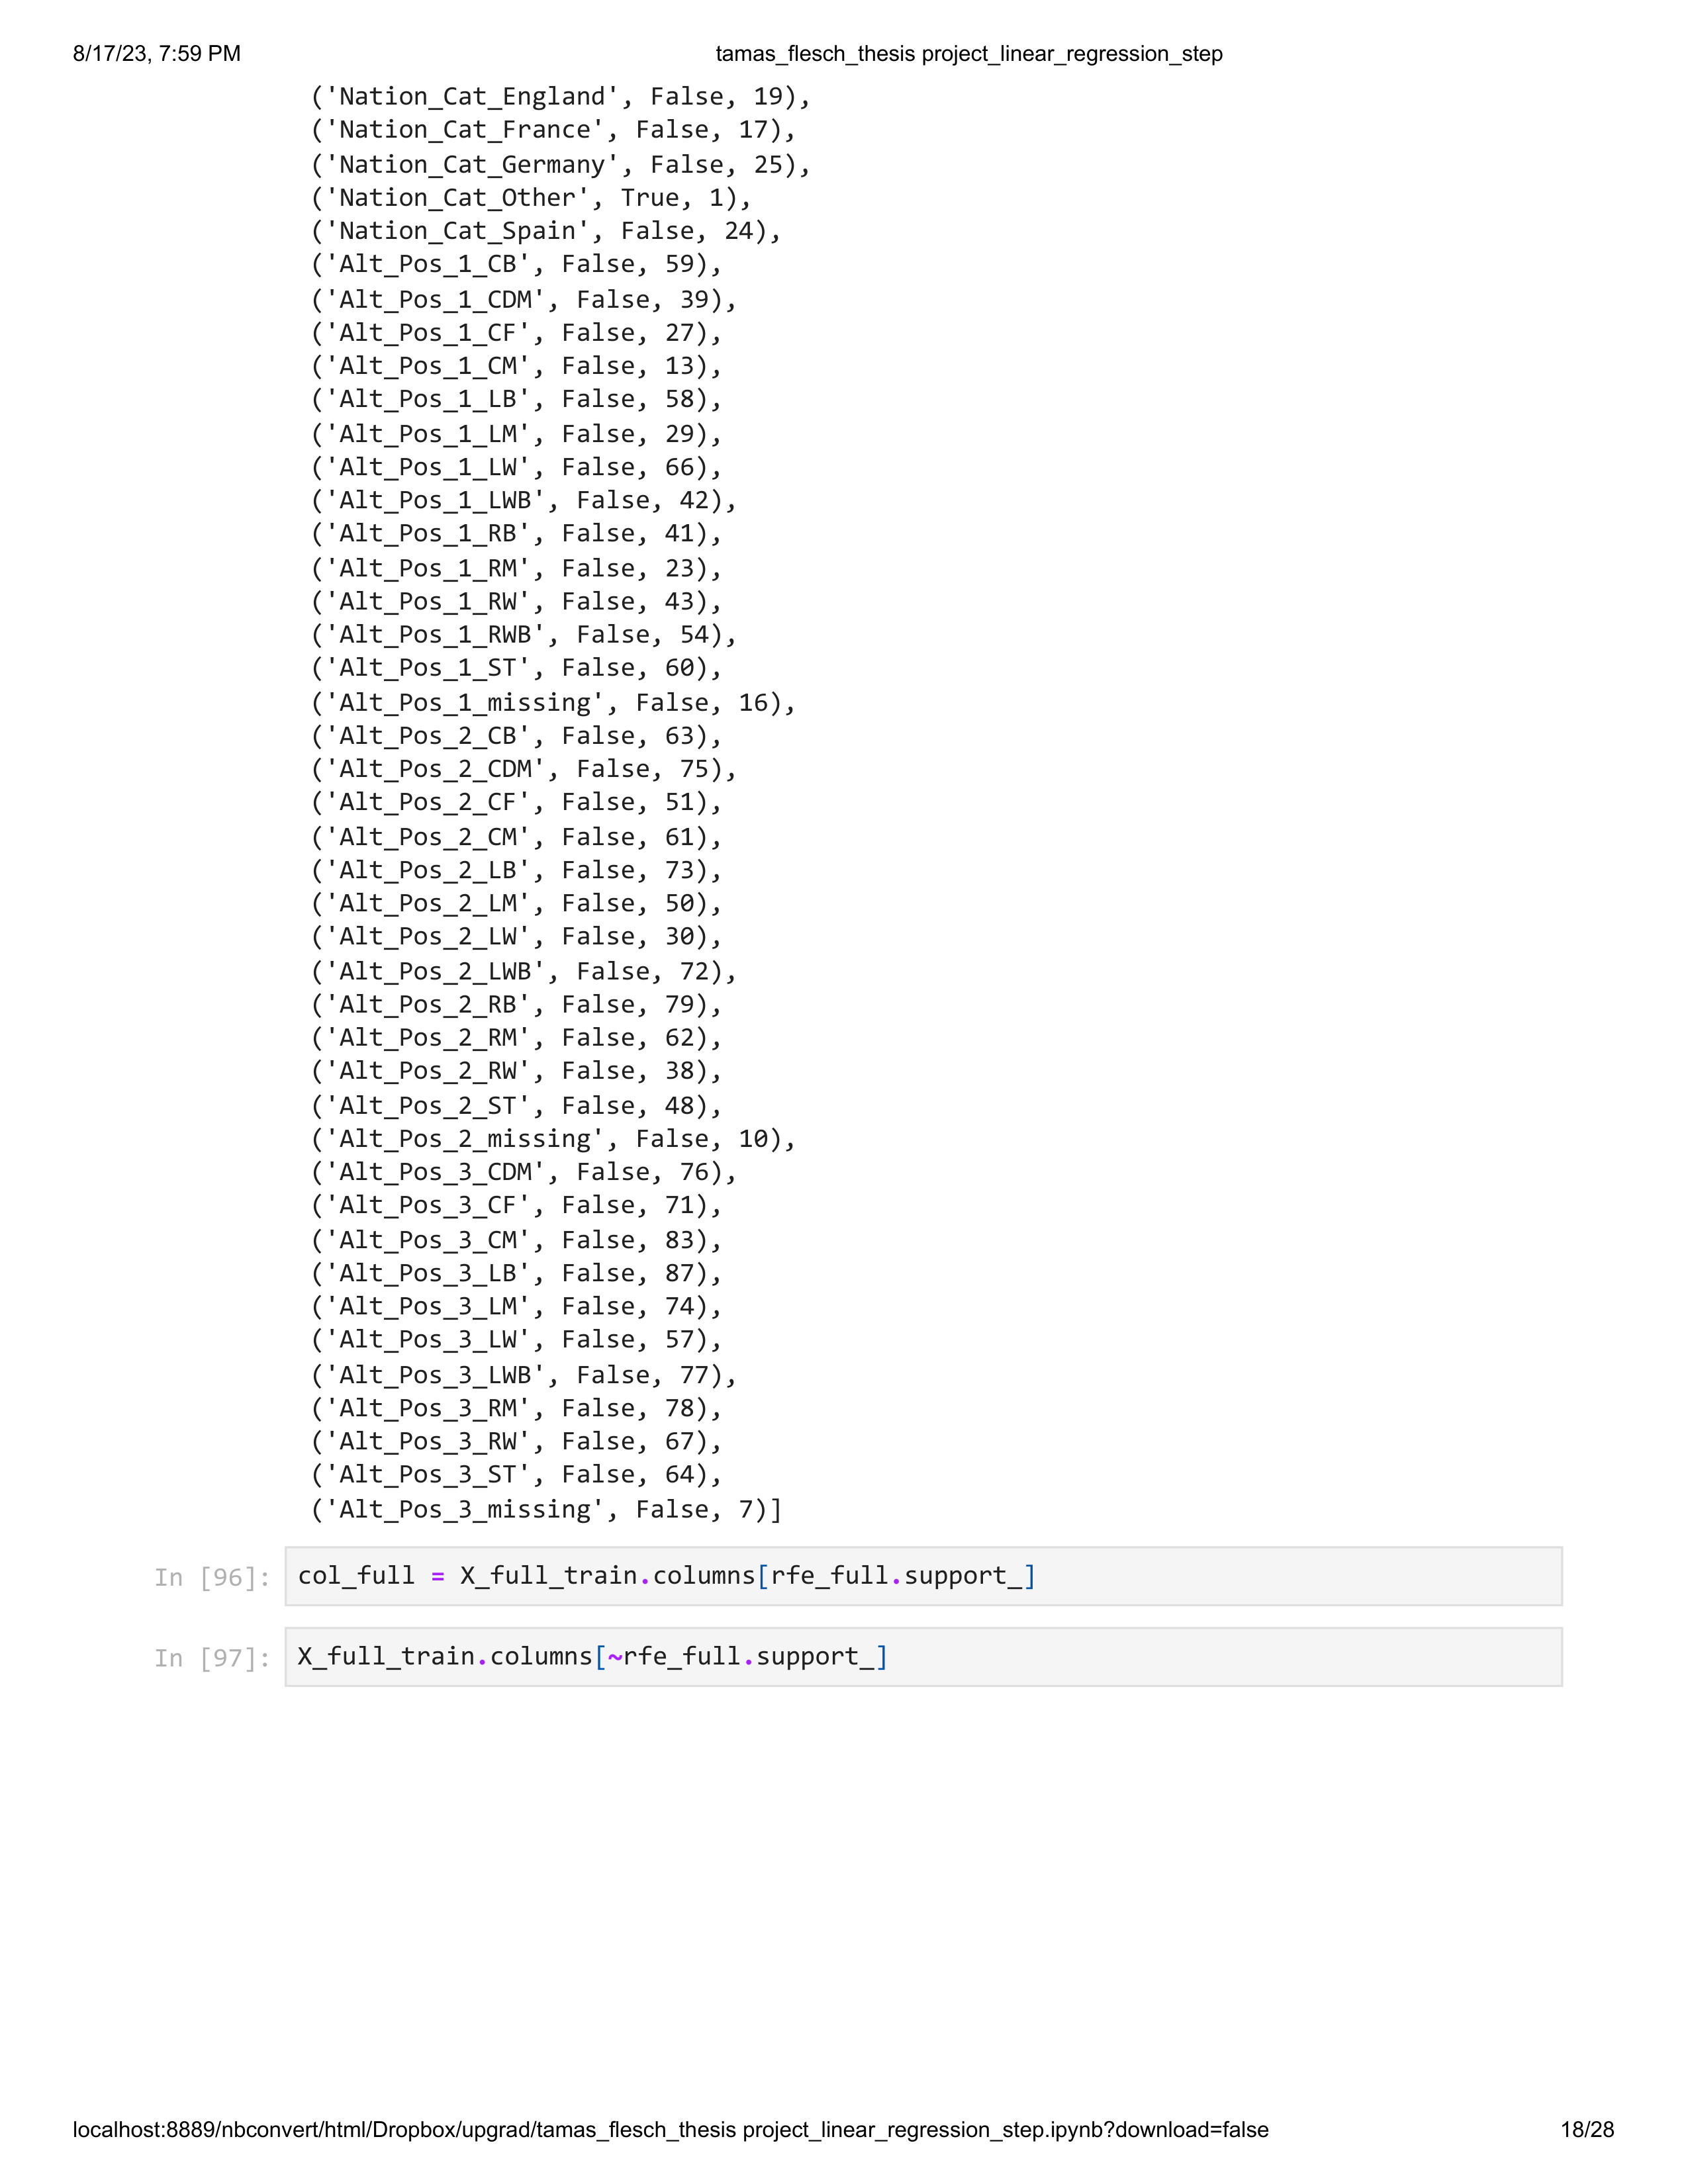 8/17/23, 7:59 PM tamas_flesch_thesis project_linear_regression_step
('Nation_Cat_England', False, 19),
('Nation_Cat_France', False, 17),
('Nation_Cat_Germany', False, 25),
('Nation_Cat_Other', True, 1),
('Nation_Cat_Spain', False, 24),
('Alt_Pos_1_CB', False, 59),
('Alt_Pos_1_CDM', False, 39),
('Alt_Pos_1_CF', False, 27),
('Alt_Pos_1_CM', False, 13),
('Alt_Pos_1_LB', False, 58),
('Alt_Pos_1_LM', False, 29),
('Alt_Pos_1_LW', False, 66),
('Alt_Pos_1_LWB', False, 42),
('Alt_Pos_1_RB', False, 41),
('Alt_Pos_1_RM', False, 23),
('Alt_Pos_1_RW', False, 43),
('Alt_Pos_1_RWB', False, 54),
('Alt_Pos_1_ST', False, 60),
('Alt_Pos_1_missing', False, 16),
('Alt_Pos_2_CB', False, 63),
('Alt_Pos_2_CDM', False, 75),
('Alt_Pos_2_CF', False, 51),
('Alt_Pos_2_CM', False, 61),
('Alt_Pos_2_LB', False, 73),
('Alt_Pos_2_LM', False, 50),
('Alt_Pos_2_LW', False, 30),
('Alt_Pos_2_LWB', False, 72),
('Alt_Pos_2_RB', False, 79),
('Alt_Pos_2_RM', False, 62),
('Alt_Pos_2_RW', False, 38),
('Alt_Pos_2_ST', False, 48),
('Alt_Pos_2_missing', False, 10),
('Alt_Pos_3_CDM', False, 76),
('Alt_Pos_3_CF', False, 71),
('Alt_Pos_3_CM', False, 83),
('Alt_Pos_3_LB', False, 87),
('Alt_Pos_3_LM', False, 74),
('Alt_Pos_3_LW', False, 57),
('Alt_Pos_3_LWB', False, 77),
('Alt_Pos_3_RM', False, 78),
('Alt_Pos_3_RW', False, 67),
('Alt_Pos_3_ST', False, 64),
('Alt_Pos_3_missing', False, 7)]
In [96]: col_full = X_full_train.columns[rfe_full.support_]
In [97]: X_full_train.columns[~rfe_full.support_]
localhost:8889/nbconvert/html/Dropbox/upgrad/tamas_flesch_thesis project_linear_regression_step.ipynb?download=false 18/28